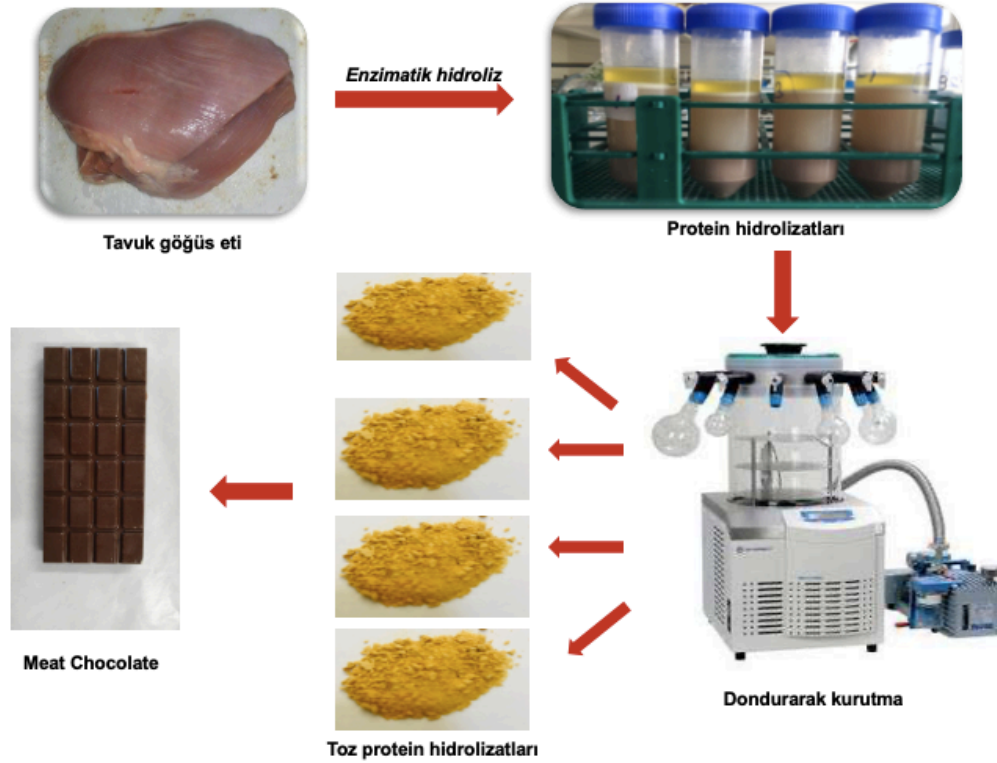 Enzimatik hidroliz
Tavuk göğüs eti
Protein hidrolizatları
Meat Chocolate
Dondurarak kurutma
Toz protein hidrolizatları